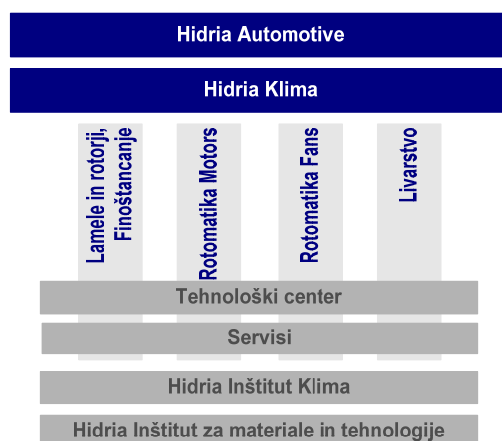 Hidria Automotive
Hidria Klima
Lamele in rotorji,
Finoštancanje
Rotomatika Motors
Rotomatika Fans
Livarstvo
Tehnološki center
Servisi
Hidria Inštitut Klima
Hidria Inštitut za materiale in tehnologije